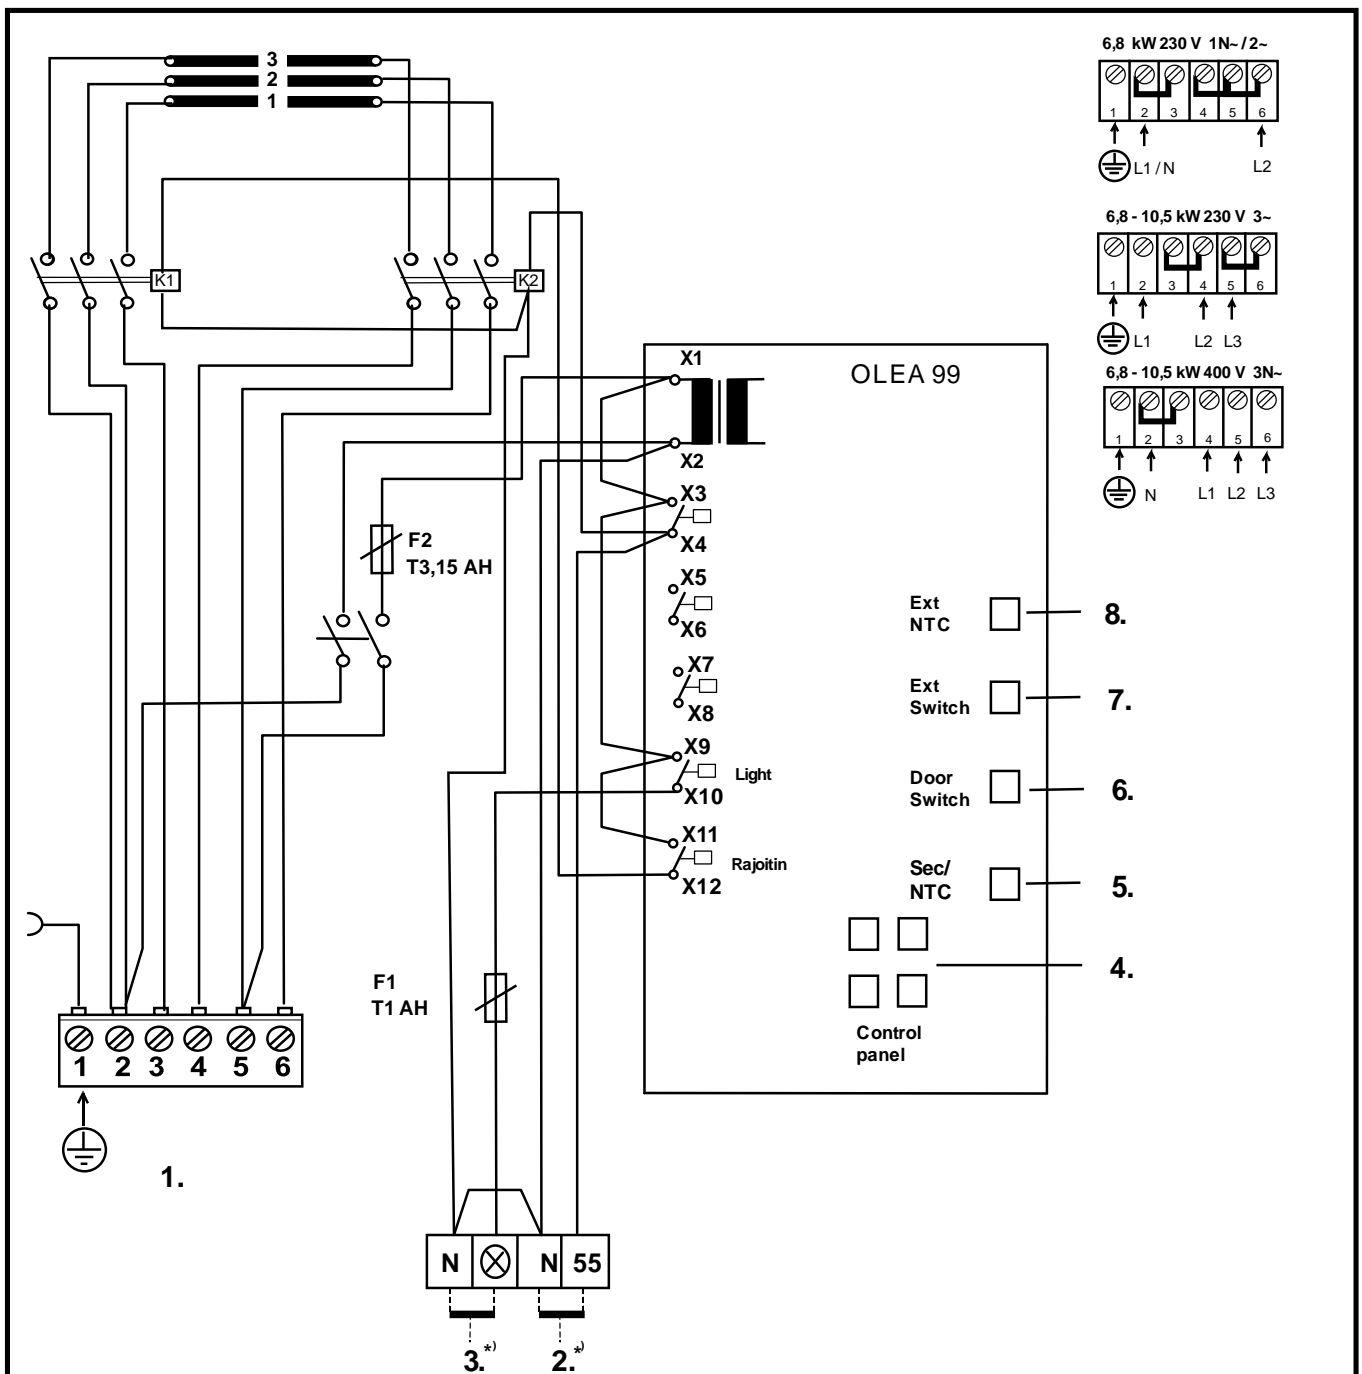 3
2
1
K1
K2
6,8 kW 230 V 1N~ / 2~
1 2 3 4 5 6
L1 / N L2
6,8 - 10,5 kW 230 V 3~
1 2 3 4 5 6
L1 L2 L3
6,8 - 10,5 kW 400 V 3N~
1 2 3 4 5 6
N L1 L2 L3
OLEA 99
X1
X2
X3
X4
X5
X6
X7
X8
X9
Light
X10
X11
Rajoitin
X12
F2
T3,15 AH
Ext
NTC
8.
Ext
Switch
7.
Door
Switch
6.
Sec/
NTC
5.
4.
Control
panel
F1
T1 AH
1 2 3 4 5 6
1.
N N 55
3.*) 2.*)